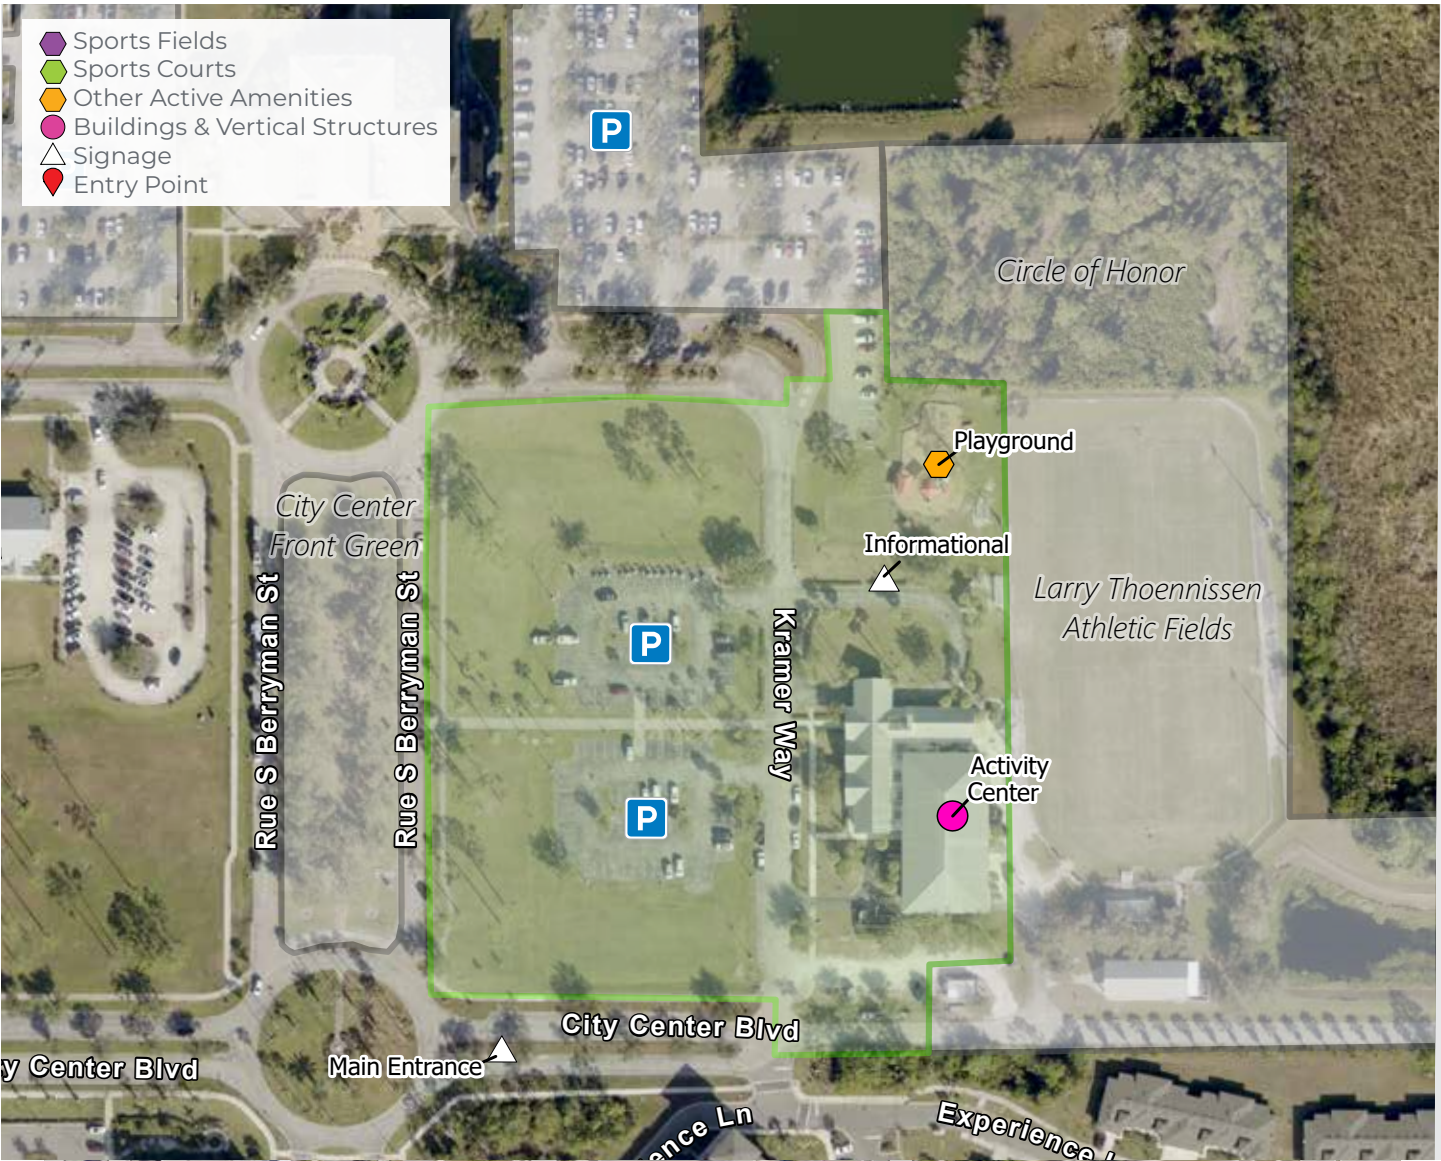 Sports Fields
Sports Courts
Other Active Amenities
Buildings & Vertical Structures
Signage
Entry Point
P
Circle of Honor
Playground
City Center
Front Green
Informational
Larry Thoennissen
Athletic Fields
Rue S Berryman St
Rue S Berryman St
P
Kramer Way
Activity
Center
P
City Center Blvd
Main Entrance
y Center Blvd
ence Ln
Experience L